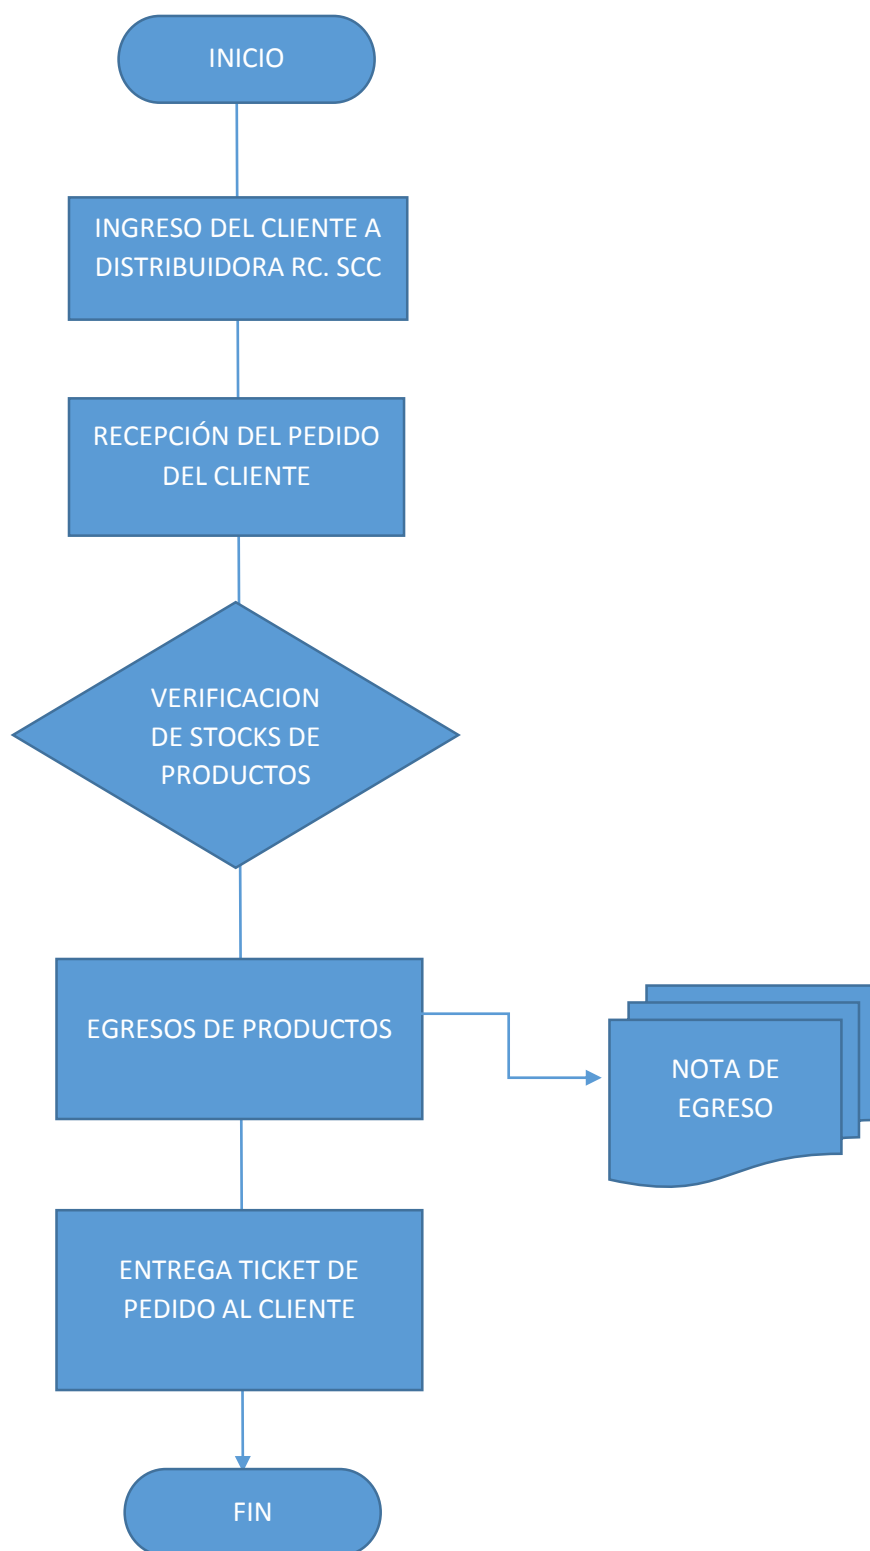 INICIO
INGRESO DEL CLIENTE A
DISTRIBUIDORA RC. SCC
RECEPCIÓN DEL PEDIDO
DEL CLIENTE
VERIFICACION
DE STOCKS DE
PRODUCTOS
EGRESOS DE PRODUCTOS
NOTA DE
EGRESO
ENTREGA TICKET DE
PEDIDO AL CLIENTE
FIN